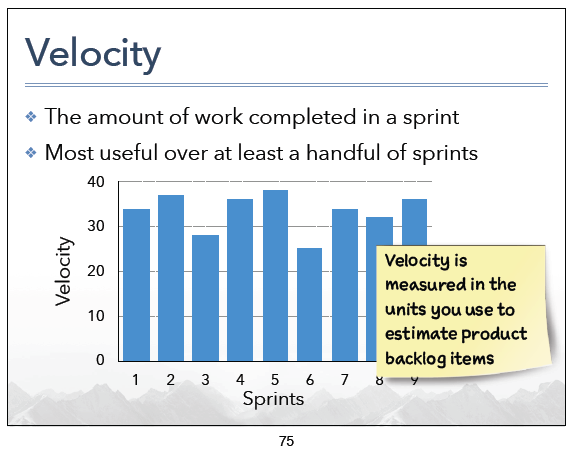 Velocity
❖ The amount of work completed in a sprint
❖ Most useful over at least a handful of sprints
40
30
20
10
0
Velocity
1 2 3 4 5 6 7 8 9
Sprints
Velocity is
measured in the
units you use to
estimate product
backlog items
75